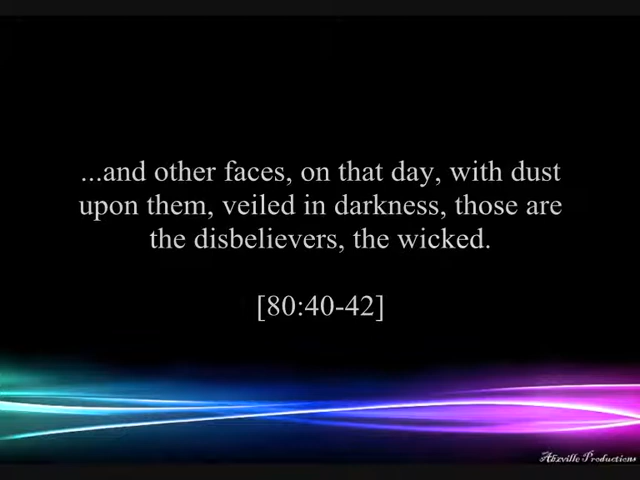 ...and other faces, on that day, with dust
upon them, veiled in darkness, those are
the disbelievers, the wicked.
[80:40-42]
Alizville Productions